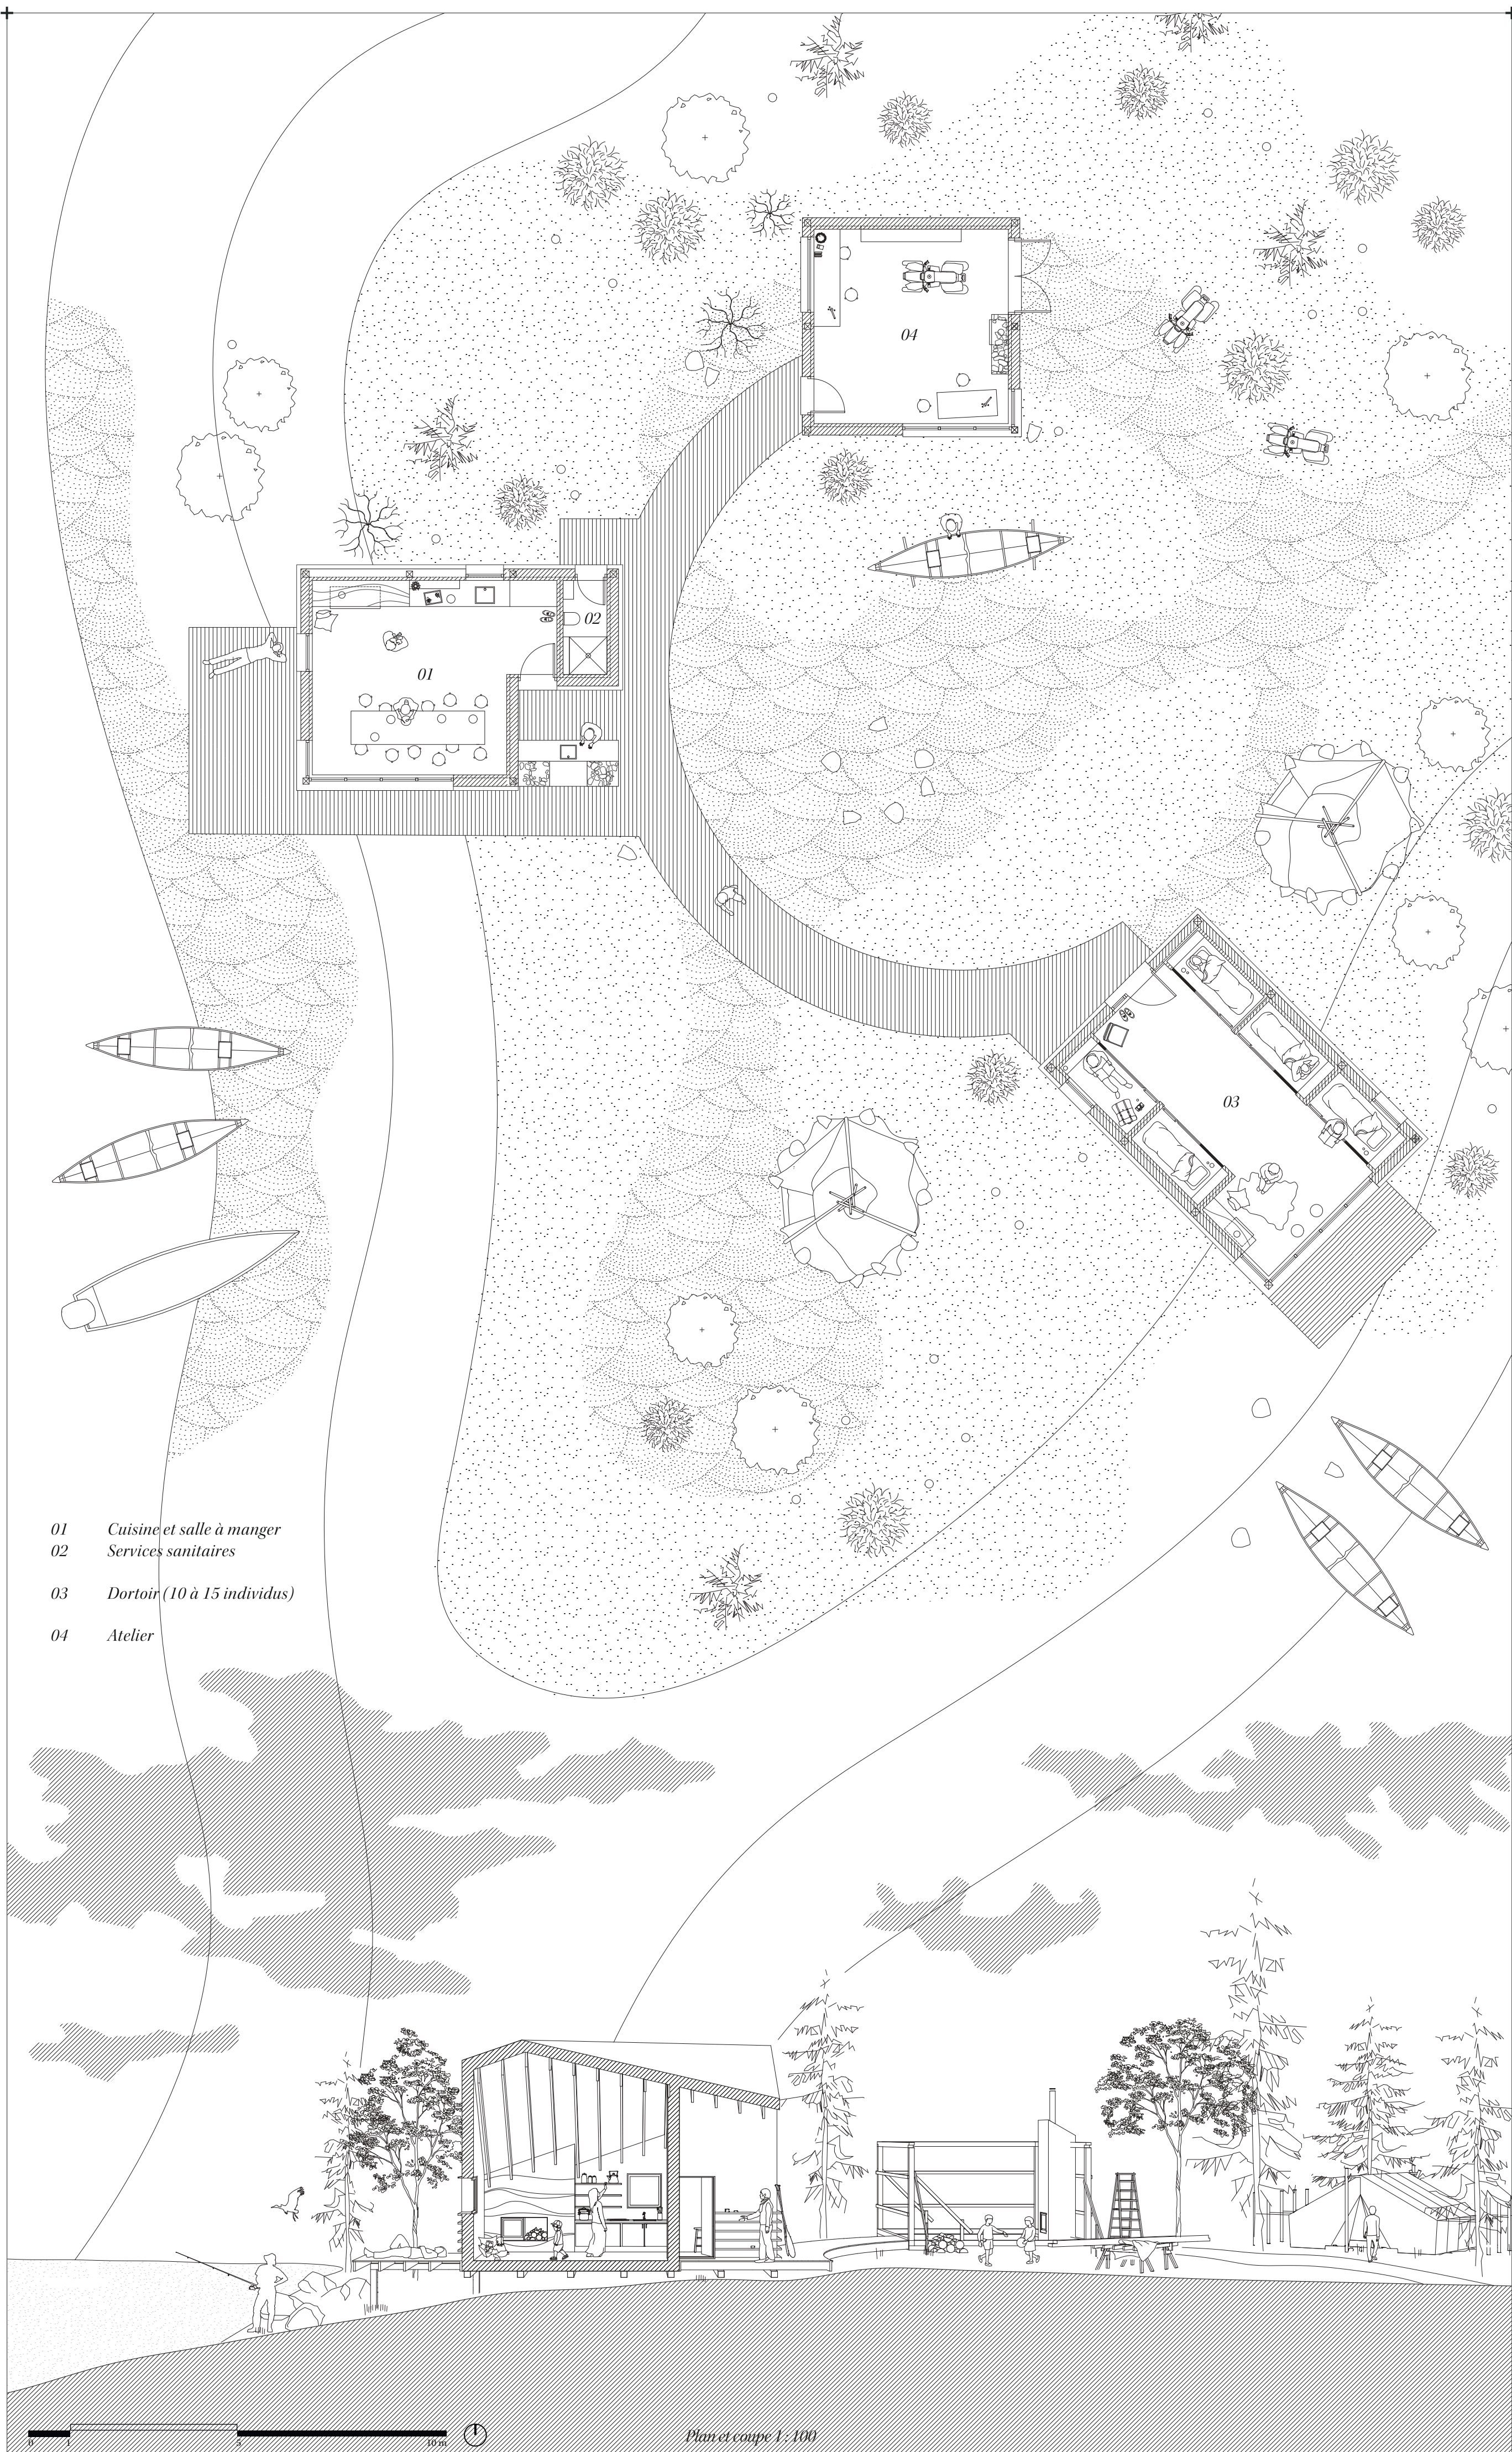 04
02
01
03
01 Cuisine et salle à manger
02 Services sanitaires
03 Dortoir (10 à 15 individus)
04 Atelier
0 1 5 10 m
Plan et coupe 1 : 100